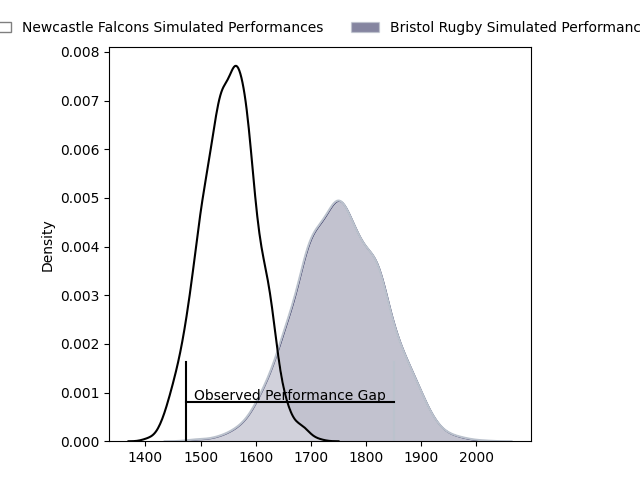 Newcastle Falcons Simulated Performances Bristol Rugby Simulated
0.008
0.007
0.006
0.005
0.004
0.003
0.002
0.001
0.000
Density
Observed Performance Gap
1400 1500 1600 1700 1800 1900 2000